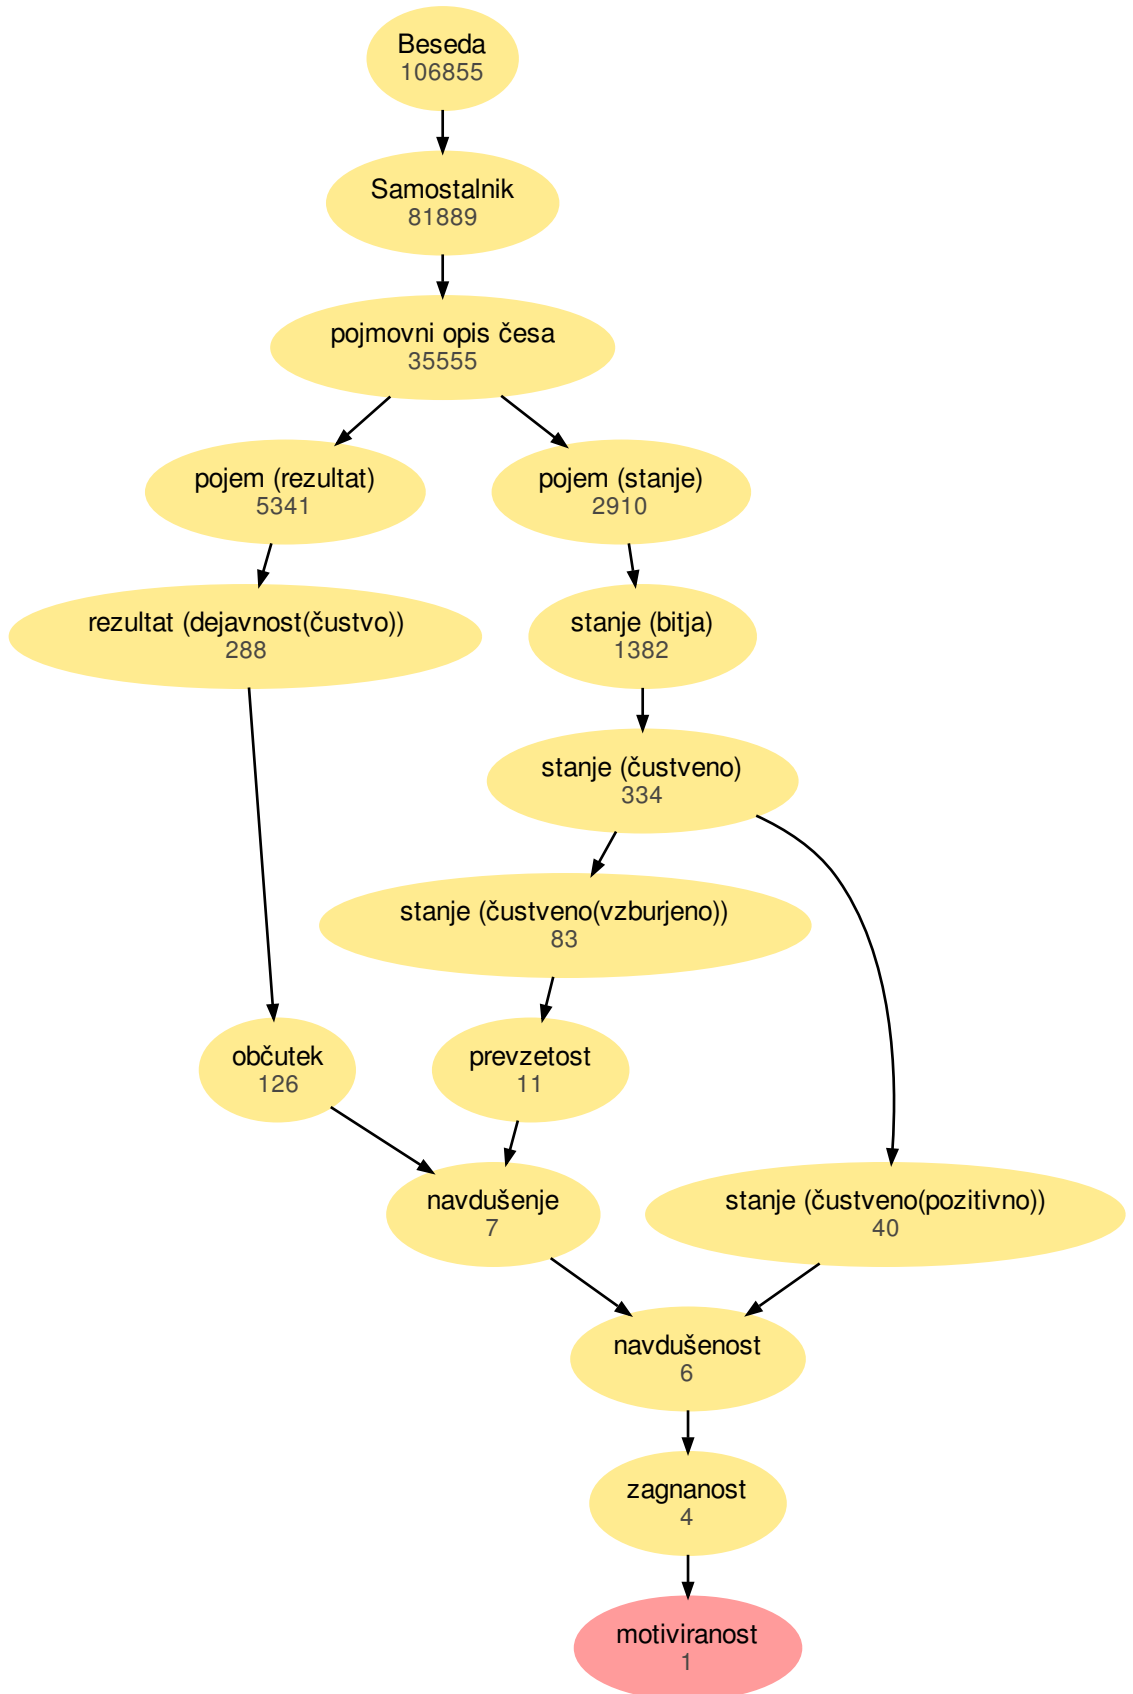 Beseda
106855
Samostalnik
81889
pojmovni opis česa
35555
pojem (rezultat)
5341
pojem (stanje)
2910
rezultat (dejavnost(čustvo))
288
stanje (bitja)
1382
stanje (čustveno)
334
stanje (čustveno(vzburjeno))
83
občutek
126
prevzetost
11
navdušenje
7
stanje (čustveno(pozitivno))
40
navdušenost
6
zagnanost
4
motiviranost
1